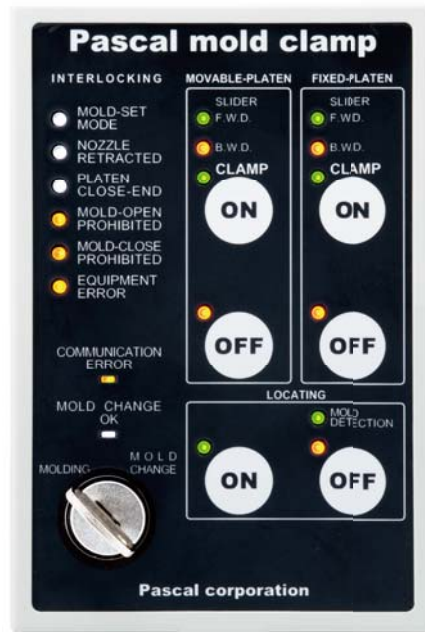 Pascal mold clamp
INTERLOCKING
MOLD-SET
MODE
NOZZLE
RETRACTED
PLATEN
CLOSE-END
MOLD-OPEN
PROHIBITED
MOLD-CLOSE
PROHIBITED
EQUIPMENT
ERROR
COMMUNICATION
ERROR
MOLD CHANGE
OK
MOLDING
MOLD
CHANGE
MOVABLE-PLATEN
SLIDER
F.W.D.
B.W.D.
CLAMP
ON
OFF
FIXED-PLATEN
SLIDER
F.W.D.
B.W.D.
CLAMP
ON
OFF
LOCATING
MOLD
DETECTION
ON
OFF
Pascal corporation